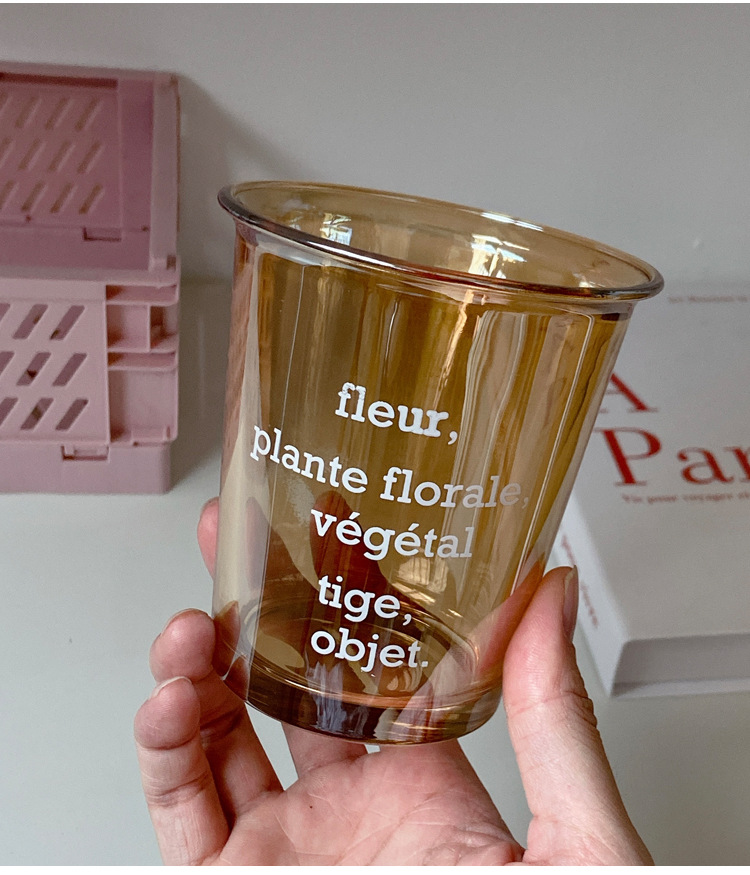 fleur,
plante florale,
végétal
tige,
objet.
A
Par